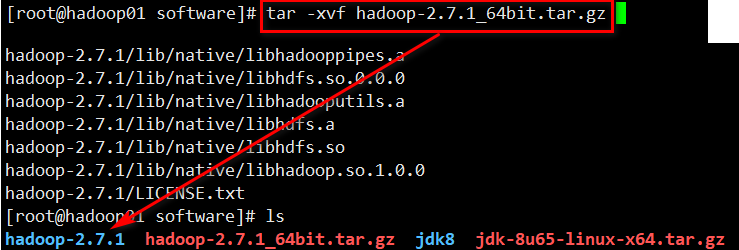 [root@hadoop01 software]# tar -xvf hadoop-2.7.1_64bit.tar.gz
hadoop-2.7.1/lib/native/libhadooppipes.a
hadoop-2.7.1/lib/native/libhdfs.so.0.0.0
hadoop-2.7.1/lib/native/libhadooputils.a
hadoop-2.7.1/lib/native/libhdfs.a
hadoop-2.7.1/lib/native/libhdfs.so
hadoop-2.7.1/lib/native/libhadoop.so.1.0.0
hadoop-2.7.1/LICENSE.txt
[root@hadoop01 software]# ls
hadoop-2.7.1  hadoop-2.7.1_64bit.tar.gz  jdk8  jdk-8u65-linux-x64.tar.gz